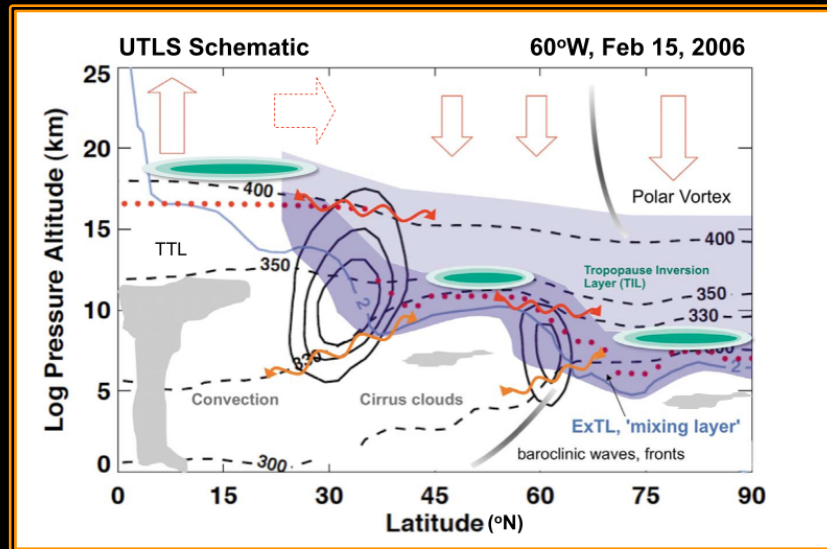 UTLS Schematic
60°W, Feb 15, 2006
Log Pressure Altitude (km)
25
20
15
10
5
0
400
Polar Vortex
400
TTL
350
2
Tropopause Inversion
Layer (TIL)
350
330
330
2
Convection
Cirrus clouds
ExTL, 'mixing layer'
baroclinic waves, fronts
300
0
15
30
45
60
75
90
Latitude (°N)